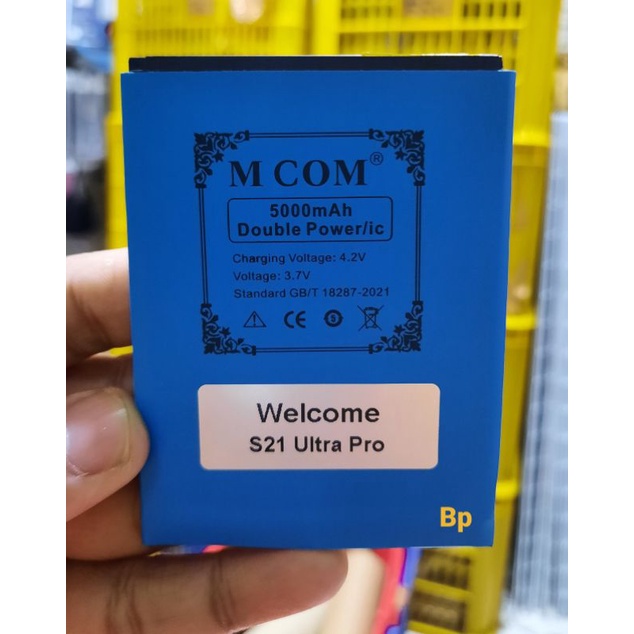 M COM®
5000mAh
Double Power/ic
Charging Voltage: 4.2V
Voltage: 3.7V
Standard GB/T 18287-2021
CE
Welcome
S21 Ultra Pro
Bp